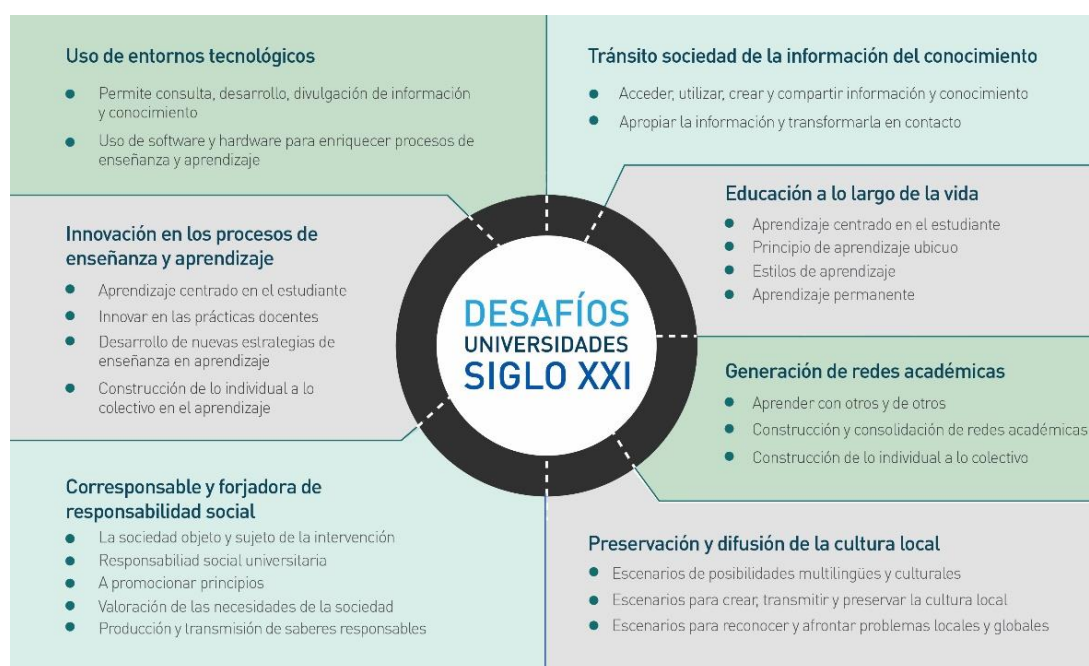 Uso de entornos tecnológicos
Permite consulta, desarrollo, divulgación de información
y conocimiento
Uso de software y hardware para enriquecer procesos de
enseñanza y aprendizaje
Tránsito sociedad de la información del conocimiento
Acceder, utilizar, crear y compartir información y conocimiento
Apropiar la información y transformarla en contacto
Innovación en los procesos de
enseñanza y aprendizaje
Aprendizaje centrado en el estudiante
Innovar en las prácticas docentes
Desarrollo de nuevas estrategias de
enseñanza en aprendizaje
Construcción de lo individual a lo
colectivo en el aprendizaje
DESAFÍOS
UNIVERSIDADES
SIGLO XXI
Educación a lo largo de la vida
Aprendizaje centrado en el estudiante
Principio de aprendizaje ubicuo
Estilos de aprendizaje
Aprendizaje permanente
Generación de redes académicas
Aprender con otros y de otros
Construcción y consolidación de redes académicas
Construcción de lo individual a lo colectivo
Corresponsable y forjadora de
responsabilidad social
La sociedad objeto y sujeto de la intervención
Responsabiliad social universitaria
A promocionar principios
Valoración de las necesidades de la sociedad
Producción y transmisión de saberes responsables
Preservación y difusión de la cultura local
Escenarios de posibilidades multilingües y culturales
Escenarios para crear, transmitir y preservar la cultura local
Escenarios para reconocer y afrontar problemas locales y globales